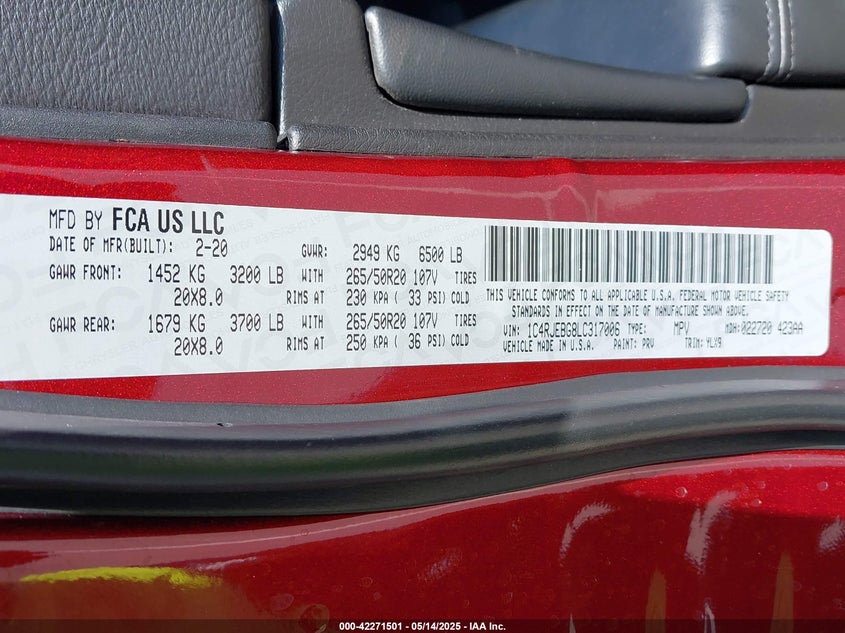 MFD BY FCA US LLC
DATE OF MFR(BUILT): 2-20 GVWR: 2949 KG 6500 LB
GAWR FRONT: 1452 KG 3200 LB WITH 265/50R20 107V TIRES
20X8.0 RIMS AT 230 KPA ( 33 PSI) COLD
GAWR REAR: 1679 KG 3700 LB WITH 265/50R20 107V TIRES
20X8.0 RIMS AT 250 KPA ( 36 PSI) COLD
THIS VEHICLE CONFORMS TO ALL APPLICABLE U.S.A. FEDERAL MOTOR VEHICLE SAFETY
STANDARDS IN EFFECT ON THE DATE OF MANUFACTURE SHOWN ABOVE.
VIN: 1C4RJEBG8LC317006 TYPE: MPV MDH: 022720 423AA
VEHICLE MADE IN U.S.A. PAINT: PRV TRIM: YLX9
000-42271501 — 05/14/2025 — IAA Inc.